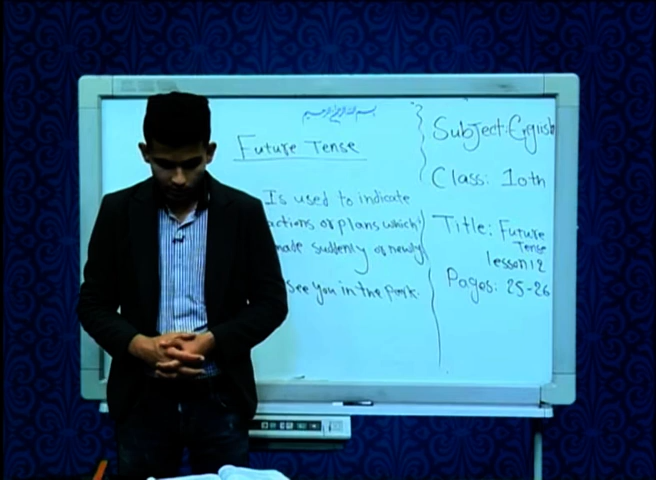 بسم الله الرحمن الرحیم
Future Tense
Is used to indicate
actions or plans which
made suddenly or newly
see you in the park.
Subject: English
Class: 10th
Title: Future
Tense
lesson 12
Pages: 25-26